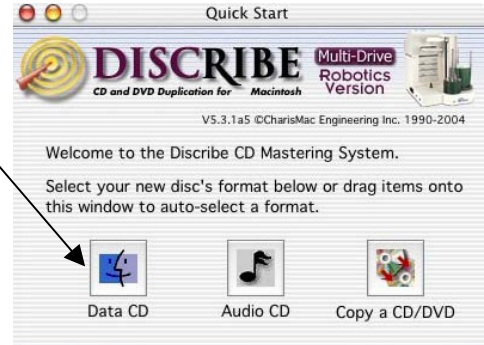 Quick Start
DISCRIBE
CD and DVD Duplication for Macintosh
Multi-Drive
Robotics
Version
V5.3.1a5 ©CharisMac Engineering Inc. 1990-2004
Welcome to the Discribe CD Mastering System.
Select your new disc's format below or drag items onto
this window to auto-select a format.
Data CD
Audio CD
Copy a CD/DVD